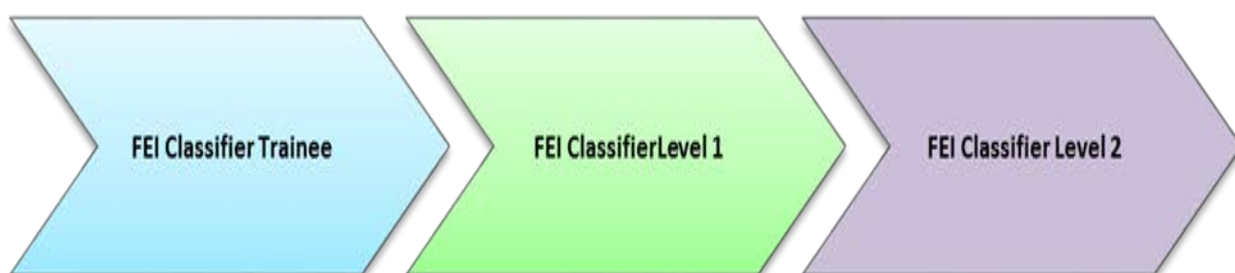 FEI Classifier Trainee
FEI ClassifierLevel 1
FEI Classifier Level 2